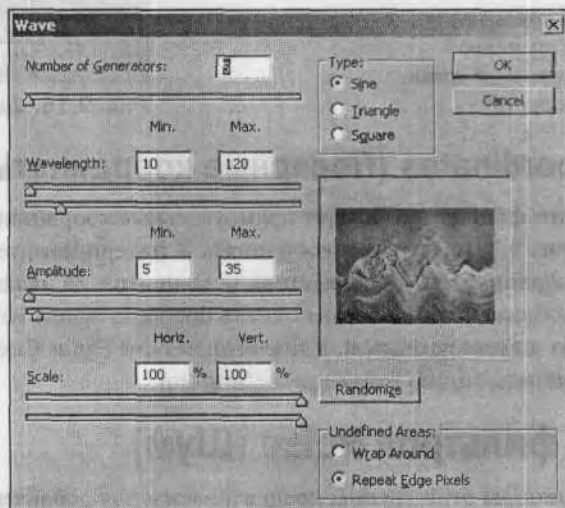 Wave
Number of Generators:
Type:
Sine
Triangle
Square
OK
Cancel
Min. Max.
Wavelength: 10 120
Min. Max.
Amplitude: 5 35
Horiz. Vert.
Scale: 100 % 100 %
Randomize
Undefined Areas:
Wrap Around
Repeat Edge Pixels